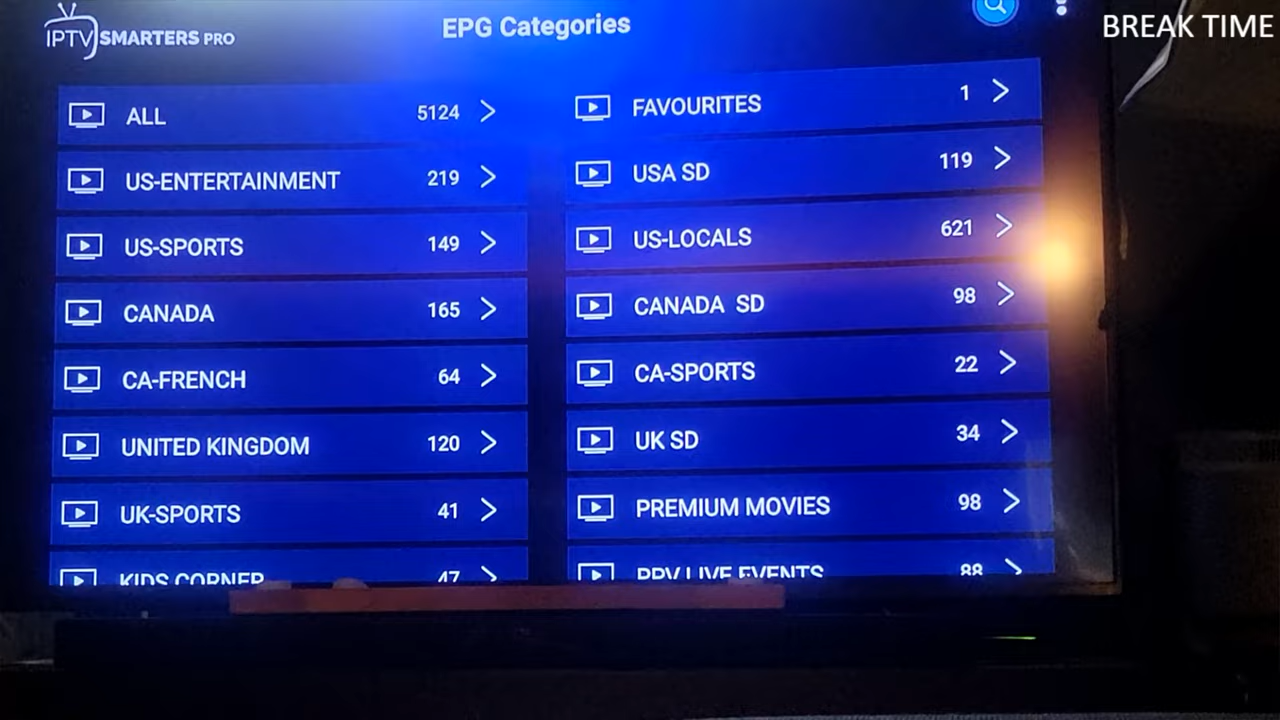 IPTV SMARTERS PRO
EPG Categories
BREAK TIME
ALL 5124
FAVOURITES 1
US-ENTERTAINMENT 219
USA SD 119
US-SPORTS 149
US-LOCALS 621
CANADA 165
CANADA SD 98
CA-FRENCH 64
CA-SPORTS 22
UNITED KINGDOM 120
UK SD 34
UK-SPORTS 41
PREMIUM MOVIES 98
KIDS CORNER 47
PPV LIVE EVENTS 88